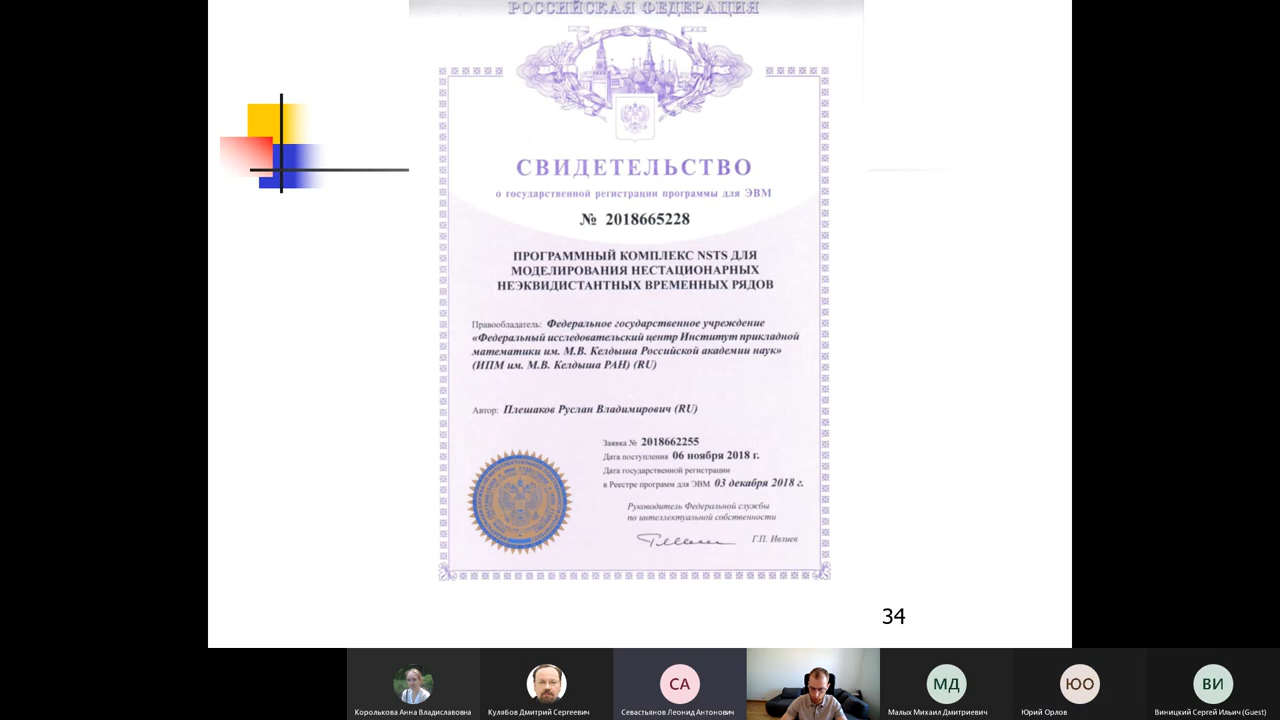 РОССИЙСКАЯ ФЕДЕРАЦИЯ
СВИДЕТЕЛЬСТВО
о государственной регистрации программы для ЭВМ
№ 2018665228
ПРОГРАММНЫЙ КОМПЛЕКС NSTS ДЛЯ
МОДЕЛИРОВАНИЯ НЕСТАЦИОНАРНЫХ
НЕЭКВИДИСТАНТНЫХ ВРЕМЕННЫХ РЯДОВ
Правообладатель: Федеральное государственное учреждение
«Федеральный исследовательский центр Институт прикладной
математики им. М.В. Келдыша Российской академии наук»
(ИПМ им. М.В. Келдыша РАН) (RU)
Автор: Плешаков Руслан Владимирович (RU)
Заявка № 2018662255
Дата поступления 06 ноября 2018 г.
Дата государственной регистрации
в Реестре программ для ЭВМ 03 декабря 2018 г.
Руководитель Федеральной службы
по интеллектуальной собственности
Г.П. Ивлиев
34
СА
МД
ЮО
ВИ
Королькова Анна Владиславовна
Кулябов Дмитрий Сергеевич
Севастьянов Леонид Антонович
Малых Михаил Дмитриевич
Юрий Орлов
Виницкий Сергей Ильич (Guest)